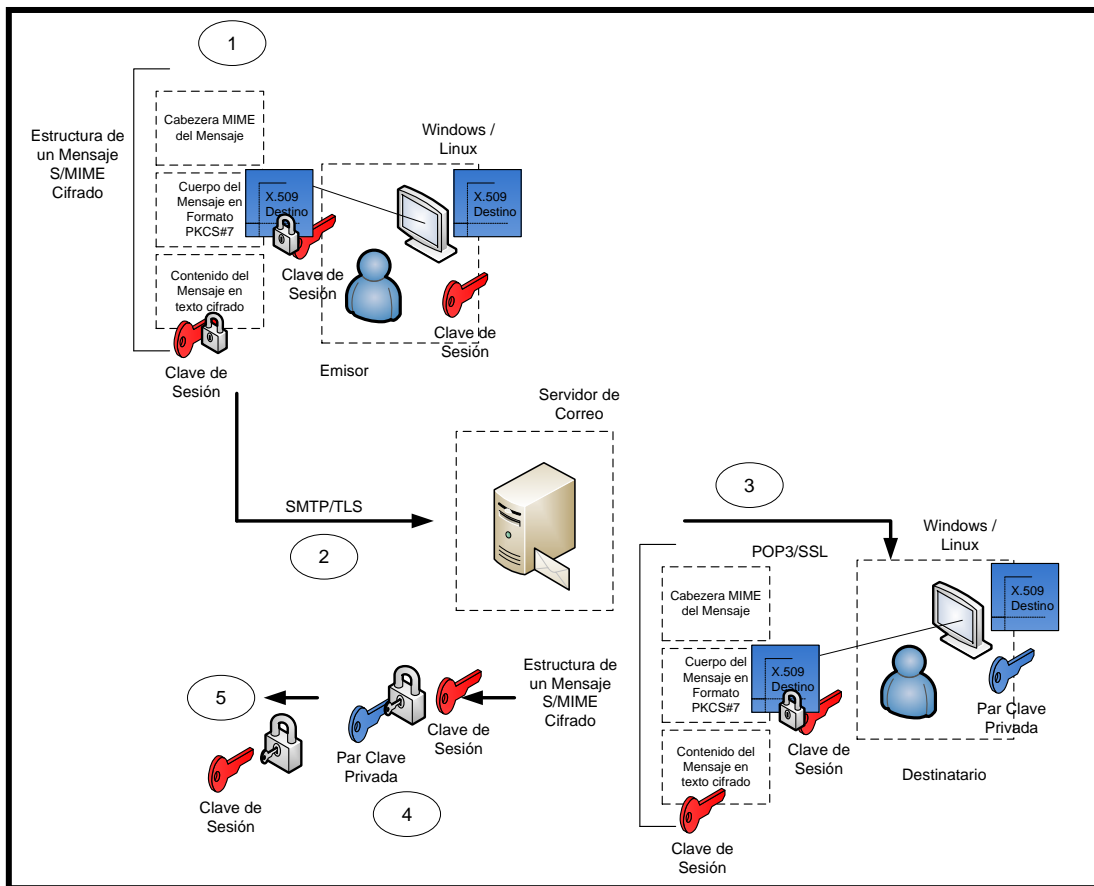 1
Estructura de
un Mensaje
S/MIME
Cifrado
Cabezera MIME
del Mensaje
Cuerpo del
Mensaje en
Formato
PKCS#7
Contenido del
Mensaje en
texto cifrado
Clave de
Sesión
X.509
Destino
Clave de
Sesión
Windows /
Linux
X.509
Destino
Clave de
Sesión
Emisor
SMTP/TLS
2
Servidor de
Correo
3
POP3/SSL
Windows /
Linux
Cabezera MIME
del Mensaje
Cuerpo del
Mensaje en
Formato
PKCS#7
Contenido del
Mensaje en
texto cifrado
Clave de
Sesión
X.509
Destino
Clave de
Sesión
X.509
Destino
Par Clave
Privada
Destinatario
Estructura de
un Mensaje
S/MIME
Cifrado
Clave de
Sesión
Par Clave
Privada
4
5
Clave de
Sesión